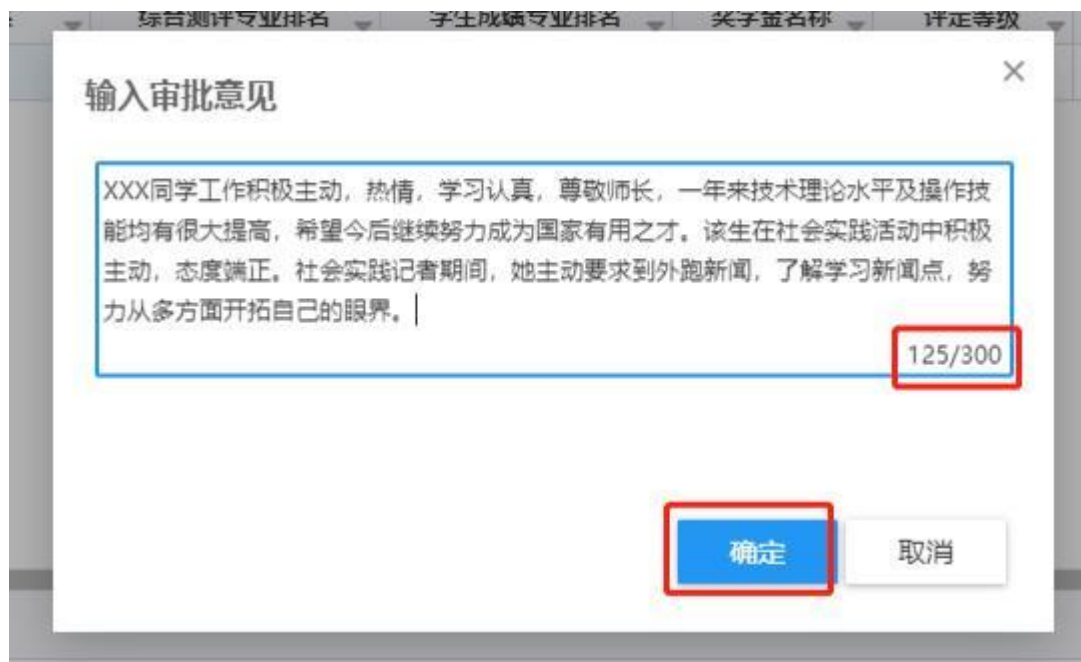 综合测评专业排名 学生成绩专业排名 奖学金名称 评定等级
输入审批意见
XXX同学工作积极主动，热情，学习认真，尊敬师长，一年来技术理论水平及操作技
能均有很大提高，希望今后继续努力成为国家有用之才。该生在社会实践活动中积极
主动，态度端正。社会实践记者期间，她主动要求到外跑新闻，了解学习新闻点，努
力从多方面开拓自己的眼界。
125/300
确定 取消